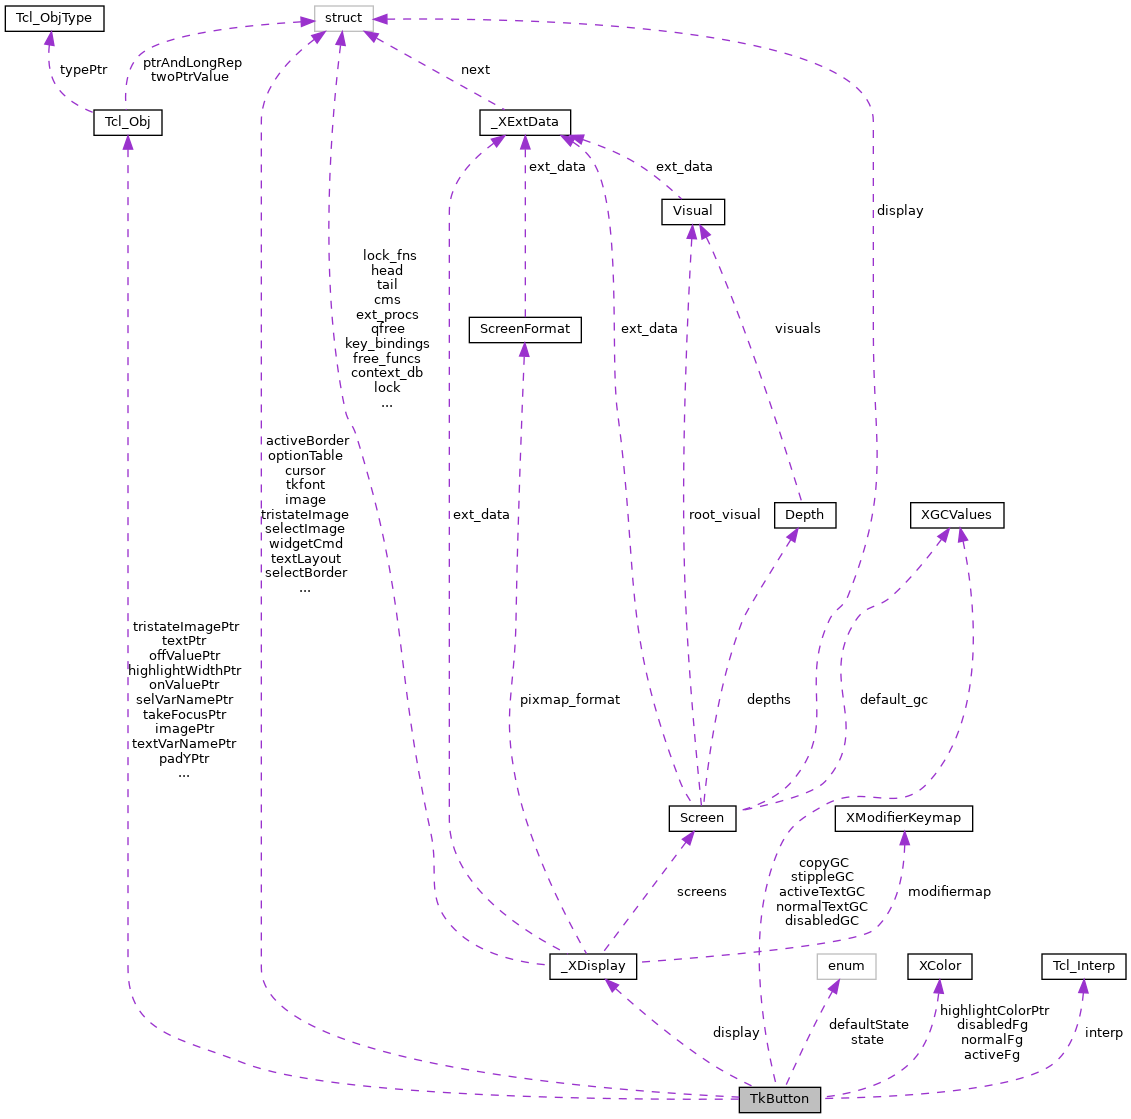 Tcl_ObjType
struct
typePtr
ptrAndLongRep
twoPtrValue
next
Tcl_Obj
_XExtData
ext_data
ext_data
Visual
display
lock_fns
head
tail
cms
ext_procs
qfree
key_bindings
free_funcs
context_db
lock
...
ScreenFormat
ext_data
visuals
activeBorder
optionTable
cursor
tkfont
image
tristateImage
selectImage
widgetCmd
textLayout
selectBorder
...
ext_data
root_visual
Depth
XGCValues
tristateImagePtr
textPtr
offValuePtr
highlightWidthPtr
onValuePtr
selVarNamePtr
takeFocusPtr
imagePtr
textVarNamePtr
padYPtr
...
pixmap_format
depths
default_gc
Screen
XModifierKeymap
copyGC
stippleGC
activeTextGC
normalTextGC
disabledGC
screens
modifiermap
_XDisplay
enum
XColor
Tcl_Interp
display
defaultState
state
highlightColorPtr
disabledFg
normalFg
activeFg
interp
TkButton